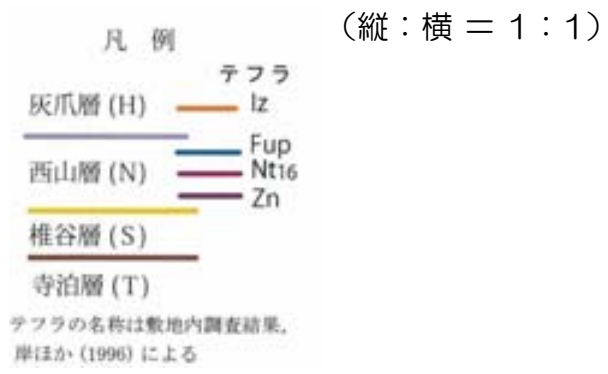 (縦:横 = 1:1)
凡 例
テフラ
灰爪層 (H)
Iz
Fup
西山層 (N)
Nt16
Zn
椎谷層 (S)
寺泊層 (T)
テフラの名称は敷地内調査結果,
岸ほか (1996) による